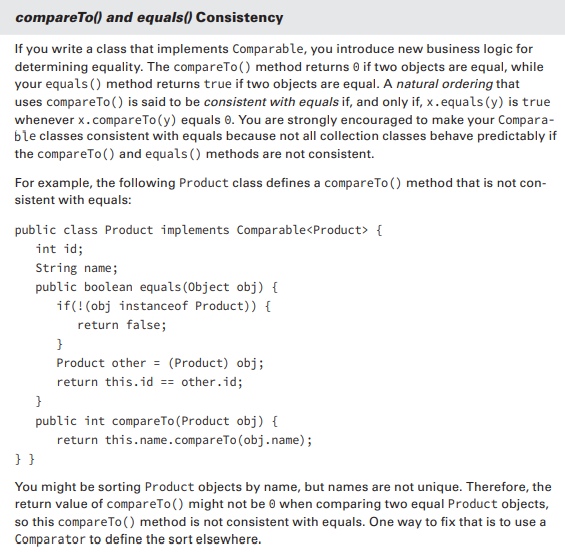 compareTo() and equals() Consistency
If you write a class that implements Comparable, you introduce new business logic for
determining equality. The compareTo() method returns 0 if two objects are equal, while
your equals() method returns true if two objects are equal. A natural ordering that
uses compareTo() is said to be consistent with equals if, and only if, x.equals(y) is true
whenever x.compareTo(y) equals 0. You are strongly encouraged to make your Compara-
ble classes consistent with equals because not all collection classes behave predictably if
the compareTo() and equals() methods are not consistent.
For example, the following Product class defines a compareTo() method that is not con-
sistent with equals:
public class Product implements Comparable<Product> {
   int id;
   String name;
   public boolean equals(Object obj) {
      if(!(obj instanceof Product)) {
         return false;
      }
      Product other = (Product) obj;
      return this.id == other.id;
   }
   public int compareTo(Product obj) {
      return this.name.compareTo(obj.name);
} }
You might be sorting Product objects by name, but names are not unique. Therefore, the
return value of compareTo() might not be 0 when comparing two equal Product objects,
so this compareTo() method is not consistent with equals. One way to fix that is to use a
Comparator to define the sort elsewhere.